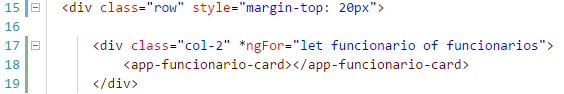 15 <div class="row" style="margin-top: 20px">
16
17 <div class="col-2" *ngFor="let funcionario of funcionarios">
18 <app-funcionario-card></app-funcionario-card>
19 </div>